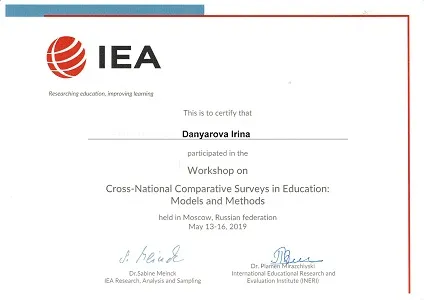 IEA
Researching education, improving learning
This is to certify that
Danyarova Irina
participated in the
Workshop on
Cross-National Comparative Surveys in Education:
Models and Methods
held in Moscow, Russian federation
May 13-16, 2019
S. Meinck
Dr.Sabine Meinck
IEA Research, Analysis and Sampling
Dr. Plamen Mirazchiyski
International Educational Research and
Evaluation Institute (INERI)